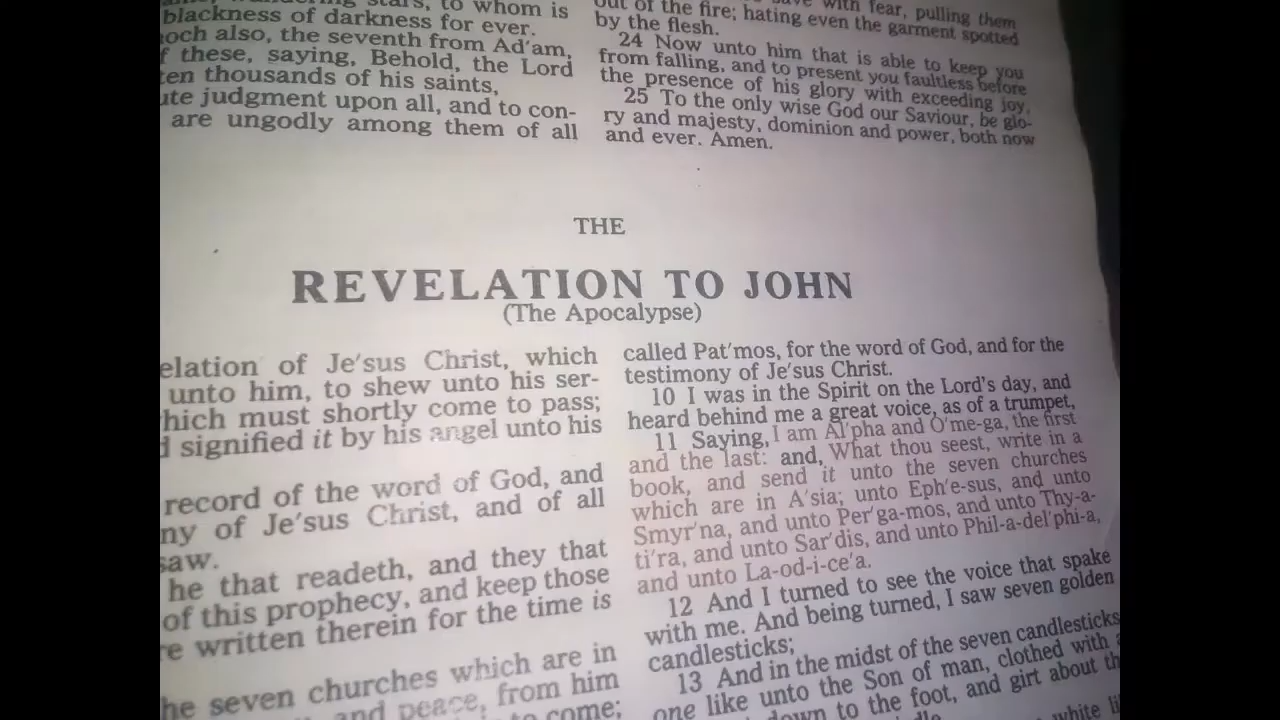 stars, to whom is
blackness of darkness for ever.
och also, the seventh from Ad'am,
f these, saying, Behold, the Lord
ten thousands of his saints,
ute judgment upon all, and to con-
are ungodly among them of all
with fear, pulling them
out of the fire; hating even the garment spotted
by the flesh.
24 Now unto him that is able to keep you
from falling, and to present you faultless before
the presence of his glory with exceeding joy,
25 To the only wise God our Saviour, be glo-
ry and majesty, dominion and power, both now
and ever. Amen.
THE
REVELATION TO JOHN
(The Apocalypse)
elation of Je'sus Christ, which
unto him, to shew unto his ser-
hich must shortly come to pass;
d signified it by his angel unto his
record of the word of God, and
ny of Je'sus Christ, and of all
saw.
he that readeth, and they that
of this prophecy, and keep those
re written therein for the time is
he seven churches which are in
and peace, from him
to come;
called Pat'mos, for the word of God, and for the
testimony of Je'sus Christ.
10 I was in the Spirit on the Lord's day, and
heard behind me a great voice, as of a trumpet,
11 Saying, I am Al'pha and O'me-ga, the first
and the last: and, What thou seest, write in a
book, and send it unto the seven churches
which are in A'sia; unto Eph'e-sus, and unto
Smyr'na, and unto Per'ga-mos, and unto Thy-a-
ti'ra, and unto Sar'dis, and unto Phil-a-del'phi-a,
and unto La-od-i-ce'a.
12 And I turned to see the voice that spake
with me. And being turned, I saw seven golden
candlesticks;
13 And in the midst of the seven candlesticks
one like unto the Son of man, clothed with a
down to the foot, and girt about th
white li